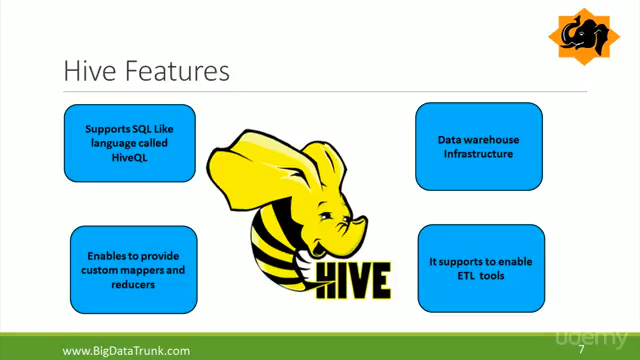 Hive Features
Supports SQL Like
language called
HiveQL
Data warehouse
Infrastructure
Enables to provide
custom mappers and
reducers
It supports to enable
ETL tools
HIVE
www.BigDataTrunk.com
7
udemy